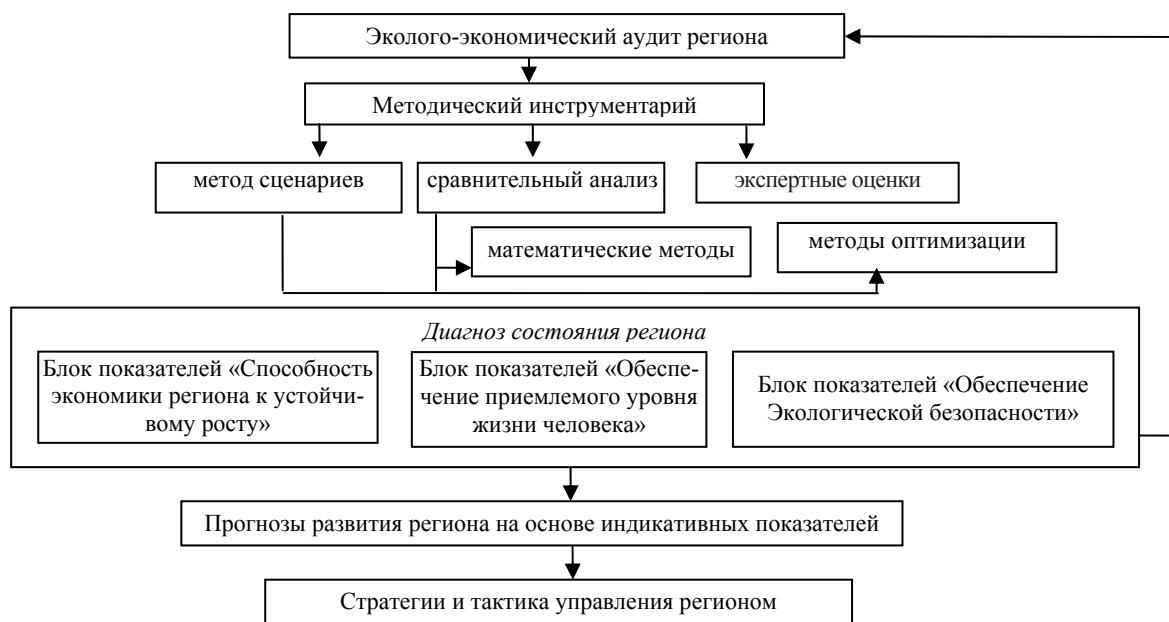 Эколого-экономический аудит региона
Методический инструментарий
метод сценариев
сравнительный анализ
экспертные оценки
математические методы
методы оптимизации
Диагноз состояния региона
Блок показателей «Способность
экономики региона к устойчи-
вому росту»
Блок показателей «Обеспе-
чение приемлемого уровня
жизни человека»
Блок показателей «Обеспечение
Экологической безопасности»
Прогнозы развития региона на основе индикативных показателей
Стратегии и тактика управления регионом